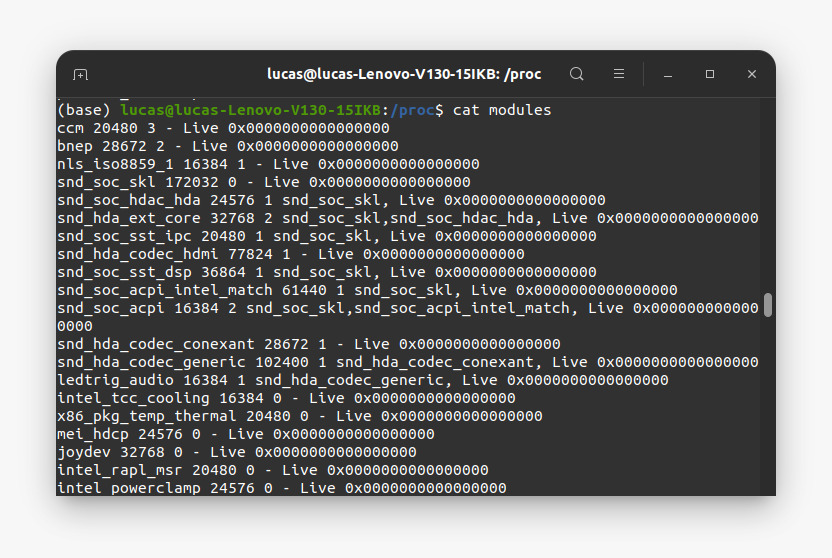 lucas@lucas-Lenovo-V130-15IKB: /proc
(base) lucas@lucas-Lenovo-V130-15IKB:/proc$ cat modules
ccm 20480 3 - Live 0x0000000000000000
bnep 28672 2 - Live 0x0000000000000000
nls_iso8859_1 16384 1 - Live 0x0000000000000000
snd_soc_skl 172032 0 - Live 0x0000000000000000
snd_soc_hdac_hda 24576 1 snd_soc_skl, Live 0x0000000000000000
snd_hda_ext_core 32768 2 snd_soc_skl,snd_soc_hdac_hda, Live 0x0000000000000000
snd_soc_sst_ipc 20480 1 snd_soc_skl, Live 0x0000000000000000
snd_hda_codec_hdmi 77824 1 - Live 0x0000000000000000
snd_soc_sst_dsp 36864 1 snd_soc_skl, Live 0x0000000000000000
snd_soc_acpi_intel_match 61440 1 snd_soc_skl, Live 0x0000000000000000
snd_soc_acpi 16384 2 snd_soc_skl,snd_soc_acpi_intel_match, Live 0x000000000000
0000
snd_hda_codec_conexant 28672 1 - Live 0x0000000000000000
snd_hda_codec_generic 102400 1 snd_hda_codec_conexant, Live 0x0000000000000000
ledtrig_audio 16384 1 snd_hda_codec_generic, Live 0x0000000000000000
intel_tcc_cooling 16384 0 - Live 0x0000000000000000
x86_pkg_temp_thermal 20480 0 - Live 0x0000000000000000
mei_hdcp 24576 0 - Live 0x0000000000000000
joydev 32768 0 - Live 0x0000000000000000
intel_rapl_msr 20480 0 - Live 0x0000000000000000
intel_powerclamp 24576 0 - Live 0x0000000000000000